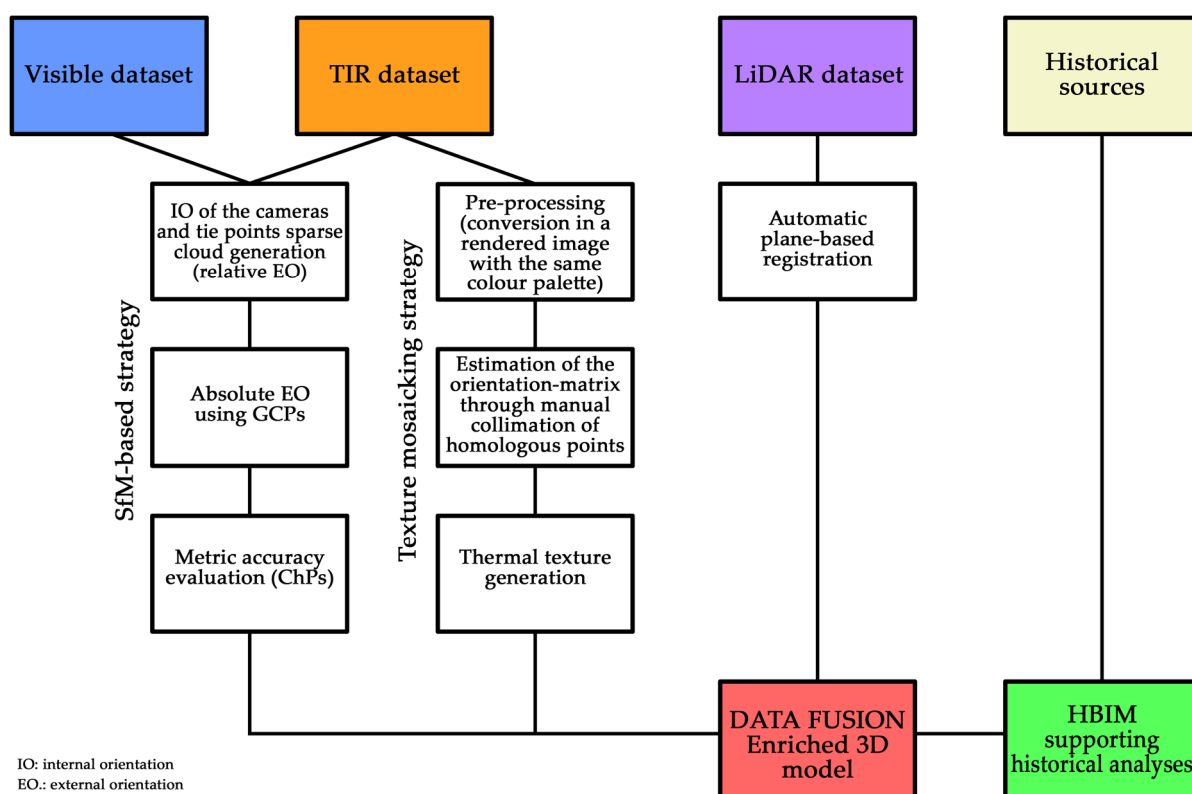 Visible dataset
TIR dataset
LiDAR dataset
Historical
sources
IO of the cameras
and tie points sparse
cloud generation
(relative EO)
Pre-processing
(conversion in a
rendered image
with the same
colour palette)
Automatic
plane-based
registration
SfM-based strategy
Texture mosaicking strategy
Absolute EO
using GCPs
Estimation of the
orientation-matrix
through manual
collimation of
homologous points
Metric accuracy
evaluation (ChPs)
Thermal texture
generation
DATA FUSION
Enriched 3D
model
HBIM
supporting
historical analyses
IO: internal orientation
EO.: external orientation